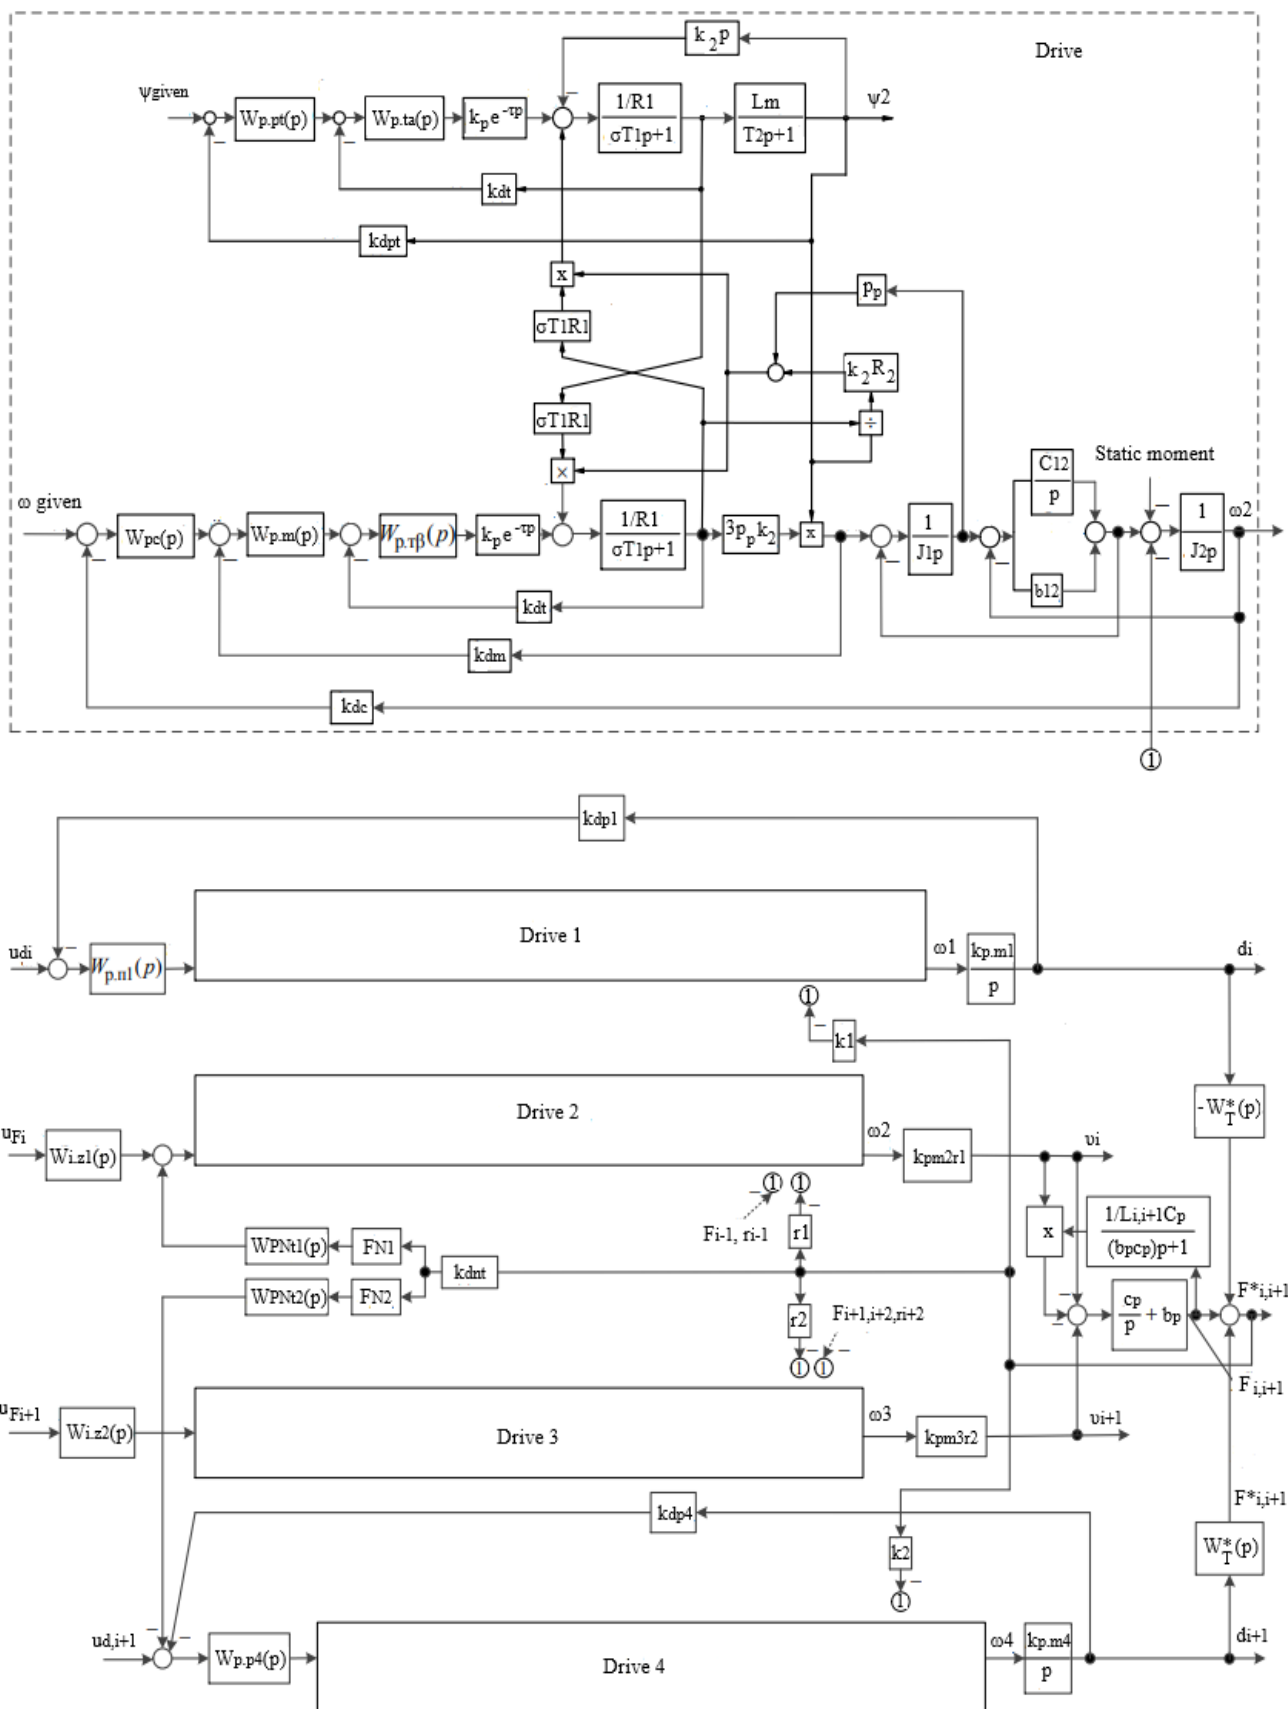 k 2 p
Drive
ψgiven
Wp.pt(p)
Wp.ta(p)
kp e-τp
1/R1
σT1p+1
Lm
T2p+1
ψ2
–
–
–
kdt
kdpt
x
pp
σT1R1
k 2 R 2
σT1R1
÷
×
C12
p
Static moment
ω given
Wpc(p)
Wp.m(p)
Wp.τβ(p)
kp e-τp
1/R1
σT1p+1
3ppk2
x
1
J1p
b12
1
J2p
ω2
–
–
–
–
–
–
–
kdt
kdm
kdc
1
kdp1
udi
–
Wp.п1(p)
Drive 1
ω1
kp.m1
p
di
1
–
k1
uFi
Wi.z1(p)
Drive 2
ω2
kpm2r1
υi
-W*T(p)
– 1 1 –
Fi-1, ri-1
r1
x
1/Li,i+1Cp
(bpcp)p+1
WPNt1(p)
FN1
kdnt
WPNt2(p)
FN2
r2
Fi+1,i+2,ri+2
–
–
cp
p
+ bp
F*i,i+1
1 – 1 –
Fi,i+1
uFi+1
Wi.z2(p)
Drive 3
ω3
kpm3r2
υi+1
F*i,i+1
kdp4
k2
–
1
W*T(p)
ud,i+1
–
–
Wp.p4(p)
Drive 4
ω4
kp.m4
p
di+1